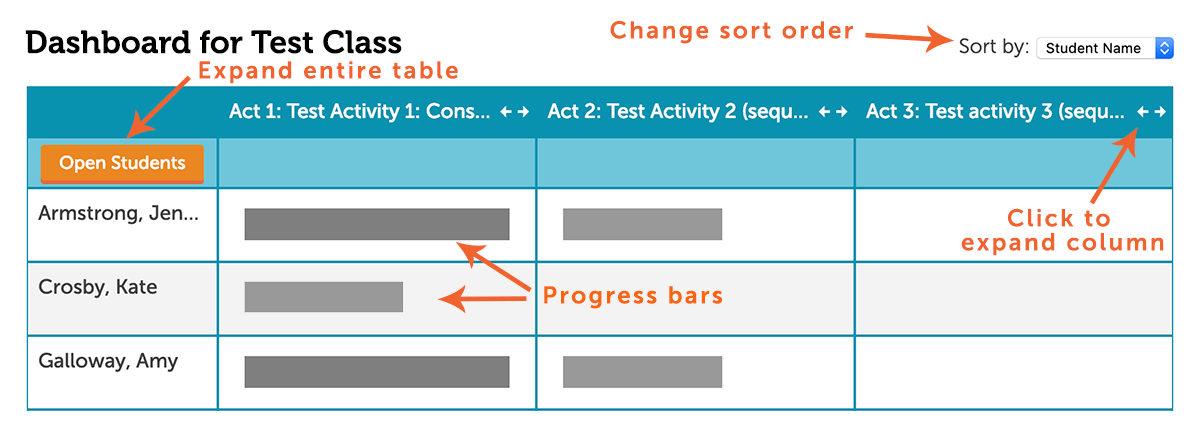 Change sort order
Dashboard for Test Class
Sort by: Student Name
Expand entire table
Act 1: Test Activity 1: Cons... Act 2: Test Activity 2 (sequ... Act 3: Test activity 3 (sequ...
Open Students
Armstrong, Jen...
Click to
expand column
Crosby, Kate
Progress bars
Galloway, Amy